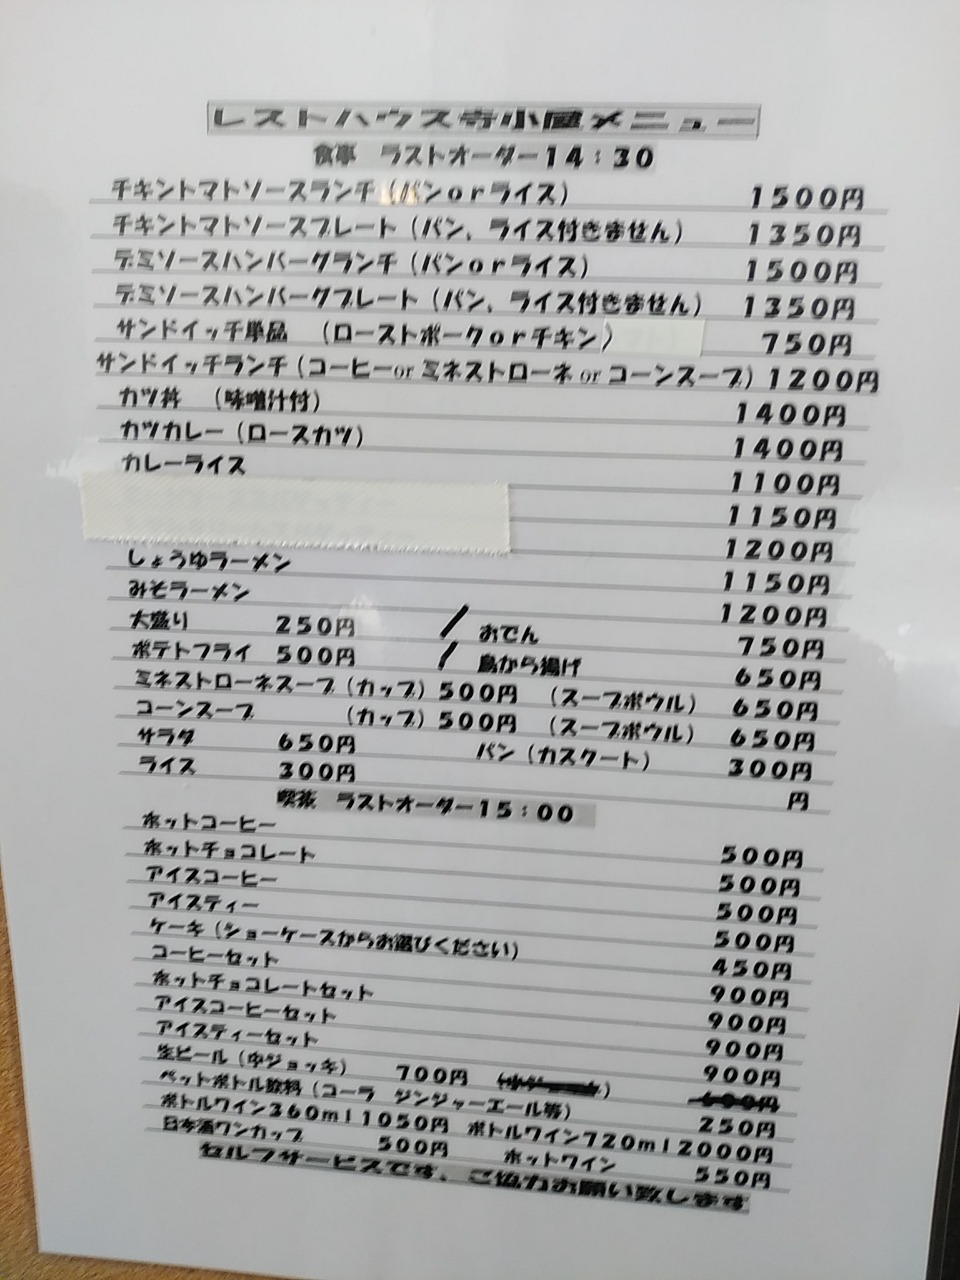 レストハウス寺小屋メニュー
食事 ラストオーダー14:30
チキントマトソースランチ(パンorライス) 1500円
チキントマトソースプレート(パン、ライス付きません) 1350円
デミソースハンバーグランチ(パンorライス) 1500円
デミソースハンバーグプレート(パン、ライス付きません) 1350円
サンドイッチ単品 (ローストポークorチキン) 750円
サンドイッチランチ(コーヒーor ミネストローネ or コーンスープ) 1200円
カツ丼 (味噌汁付) 1400円
カツカレー(ロースカツ) 1400円
カレーライス 1100円
1150円
1200円
しょうゆラーメン 1150円
みそラーメン 1200円
大盛り 250円 / おでん 750円
ポテトフライ 500円 / 鳥から揚げ 650円
ミネストローネスープ(カップ)500円 (スープボウル) 650円
コーンスープ (カップ)500円 (スープボウル) 650円
サラダ 650円 パン(カスクート) 300円
ライス 300円 円
喫茶 ラストオーダー15:00
ホットコーヒー 500円
ホットチョコレート 500円
アイスコーヒー 500円
アイスティー 500円
ケーキ(ショーケースからお選びください) 450円
コーヒーセット 900円
ホットチョコレートセット 900円
アイスコーヒーセット 900円
アイスティーセット 900円
生ビール(中ジョッキ) 700円
ペットボトル飲料(コーラ ジンジャーエール等) 250円
ボトルワイン360ml1050円 ボトルワイン720ml2000円
日本酒ワンカップ 500円 ホットワイン 550円
セルフサービスです、ご協力お願い致します